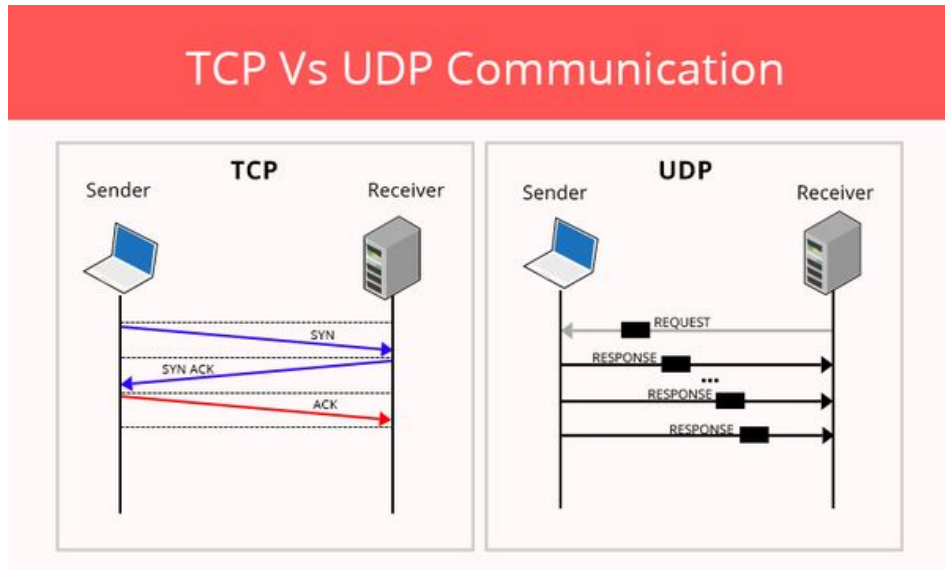 TCP Vs UDP Communication
TCP
Sender
Receiver
SYN
SYN ACK
ACK
UDP
Sender
Receiver
REQUEST
RESPONSE
...
RESPONSE
RESPONSE